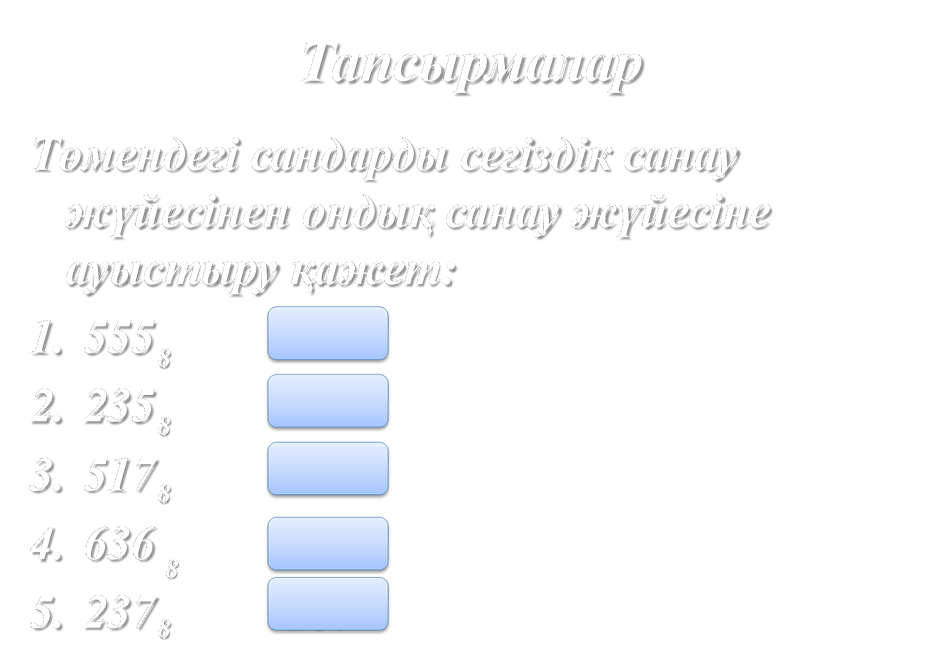 Тапсырмалар
Төмендегі сандарды сегіздік санау
жүйесінен ондық санау жүйесіне
ауыстыру қажет:
1. 555₈
2. 235₈
3. 517₈
4. 636 ₈
5. 237₈